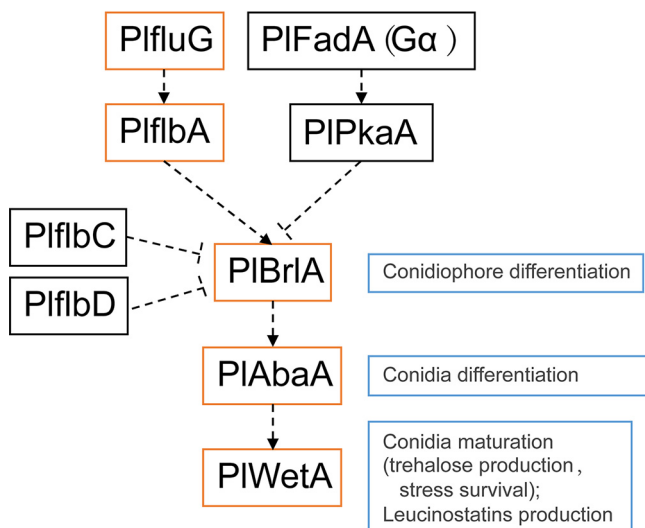 PlfluG
PlFadA (Gα)
PlflbA
PlPkaA
PlflbC
PlflbD
PlBrlA
Conidiophore differentiation
PlAbaA
Conidia differentiation
PlWetA
Conidia maturation
(trehalose production,
stress survival);
Leucinostatins production